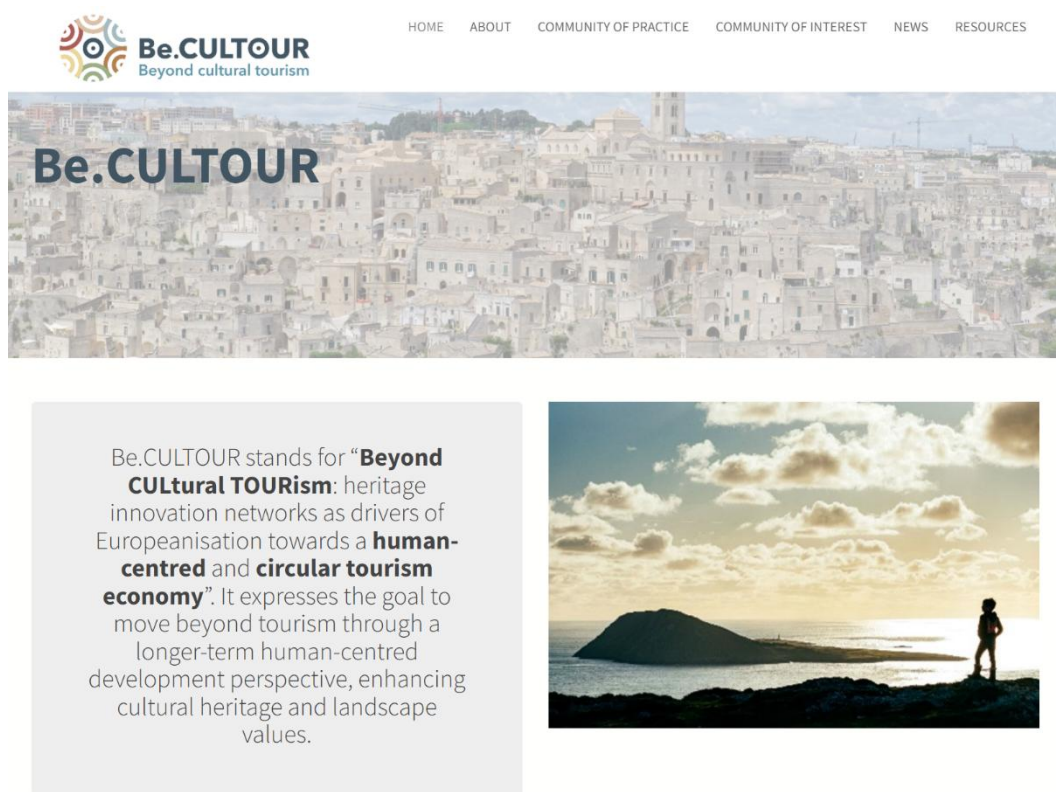 Be.CULTOUR
Beyond cultural tourism
HOME ABOUT COMMUNITY OF PRACTICE COMMUNITY OF INTEREST NEWS RESOURCES
Be.CULTOUR
Be.CULTOUR stands for “Beyond
CULtural TOURism: heritage
innovation networks as drivers of
Europeanisation towards a human-
centred and circular tourism
economy”. It expresses the goal to
move beyond tourism through a
longer-term human-centred
development perspective, enhancing
cultural heritage and landscape
values.